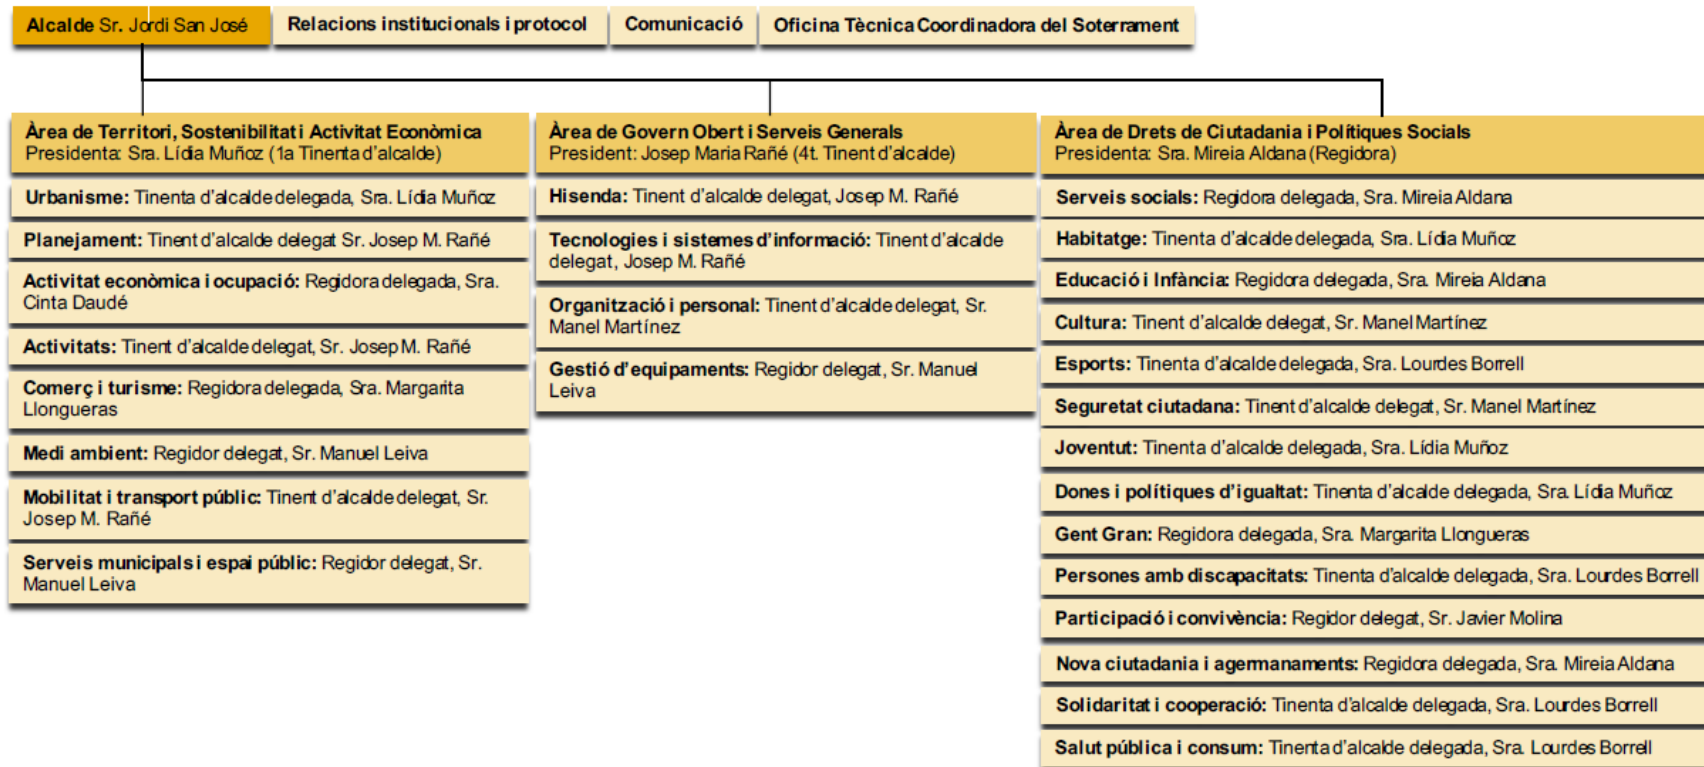 Alcalde Sr. Jordi San José
Relacions institucionals i protocol
Comunicació
Oficina Tècnica Coordinadora del Soterrament
Àrea de Territori, Sostenibilitat i Activitat Econòmica
Presidenta: Sra. Lídia Muñoz (1a Tinenta d'alcalde)
Urbanisme: Tinenta d'alcalde delegada, Sra. Lídia Muñoz
Planejament: Tinent d'alcalde delegat Sr. Josep M. Rañé
Activitat econòmica i ocupació: Regidora delegada, Sra.
Cinta Daudé
Activitats: Tinent d'alcalde delegat, Sr. Josep M. Rañé
Comerç i turisme: Regidora delegada, Sra. Margarita
Llongueras
Medi ambient: Regidor delegat, Sr. Manuel Leiva
Mobilitat i transport públic: Tinent d'alcalde delegat, Sr.
Josep M. Rañé
Serveis municipals i espai públic: Regidor delegat, Sr.
Manuel Leiva
Àrea de Govern Obert i Serveis Generals
President: Josep Maria Rañé (4t. Tinent d'alcalde)
Hisenda: Tinent d'alcalde delegat, Josep M. Rañé
Tecnologies i sistemes d'informació: Tinent d'alcalde
delegat, Josep M. Rañé
Organització i personal: Tinent d'alcalde delegat, Sr.
Manel Martínez
Gestió d'equipaments: Regidor delegat, Sr. Manuel
Leiva
Àrea de Drets de Ciutadania i Polítiques Socials
Presidenta: Sra. Mireia Aldana (Regidora)
Serveis socials: Regidora delegada, Sra. Mireia Aldana
Habitatge: Tinenta d'alcalde delegada, Sra. Lídia Muñoz
Educació i Infància: Regidora delegada, Sra. Mireia Aldana
Cultura: Tinent d'alcalde delegat, Sr. Manel Martínez
Esports: Tinenta d'alcalde delegada, Sra. Lourdes Borrell
Seguretat ciutadana: Tinent d'alcalde delegat, Sr. Manel Martínez
Joventut: Tinenta d'alcalde delegada, Sra. Lídia Muñoz
Dones i polítiques d'igualtat: Tinenta d'alcalde delegada, Sra. Lídia Muñoz
Gent Gran: Regidora delegada, Sra. Margarita Llongueras
Persones amb discapacitats: Tinenta d'alcalde delegada, Sra. Lourdes Borrell
Participació i convivència: Regidor delegat, Sr. Javier Molina
Nova ciutadania i agermanaments: Regidora delegada, Sra. Mireia Aldana
Solidaritat i cooperació: Tinenta d'alcalde delegada, Sra. Lourdes Borrell
Salut pública i consum: Tinenta d'alcalde delegada, Sra. Lourdes Borrell